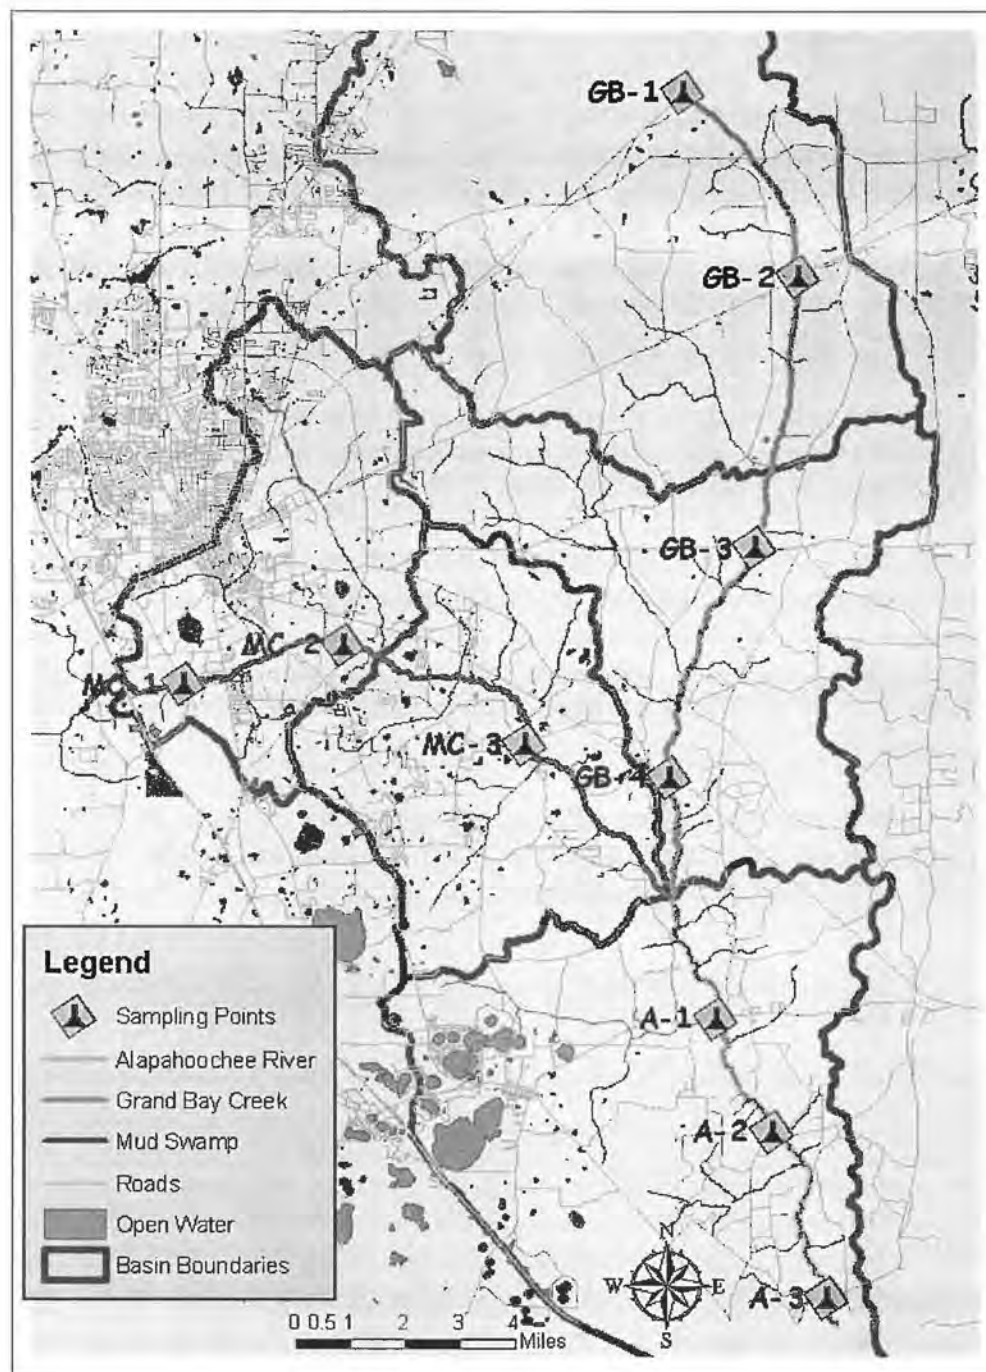 GB-1
GB-2
GB-3
MC 2
MC 1
MC-3
GB-4
A-1
A-2
A-3
Legend
Sampling Points
Alapahoochee River
Grand Bay Creek
Mud Swamp
Roads
Open Water
Basin Boundaries
N
W E
S
0 0.5 1 2 3 4
Miles